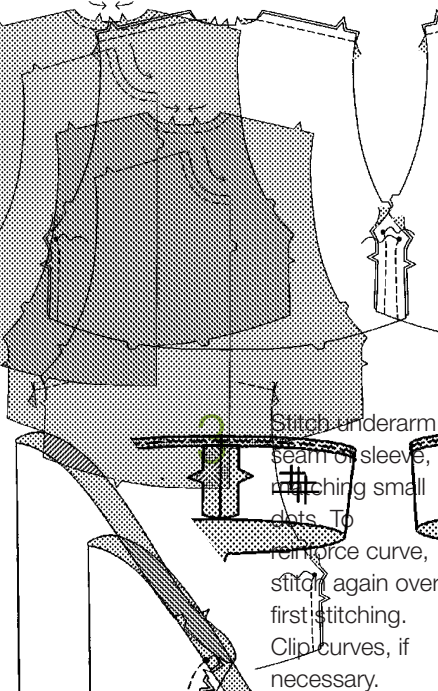 3
Stitch underarm
seam of sleeve,
matching small
dots. To
reinforce curve,
stitch again over
first stitching.
Clip curves, if
necessary.